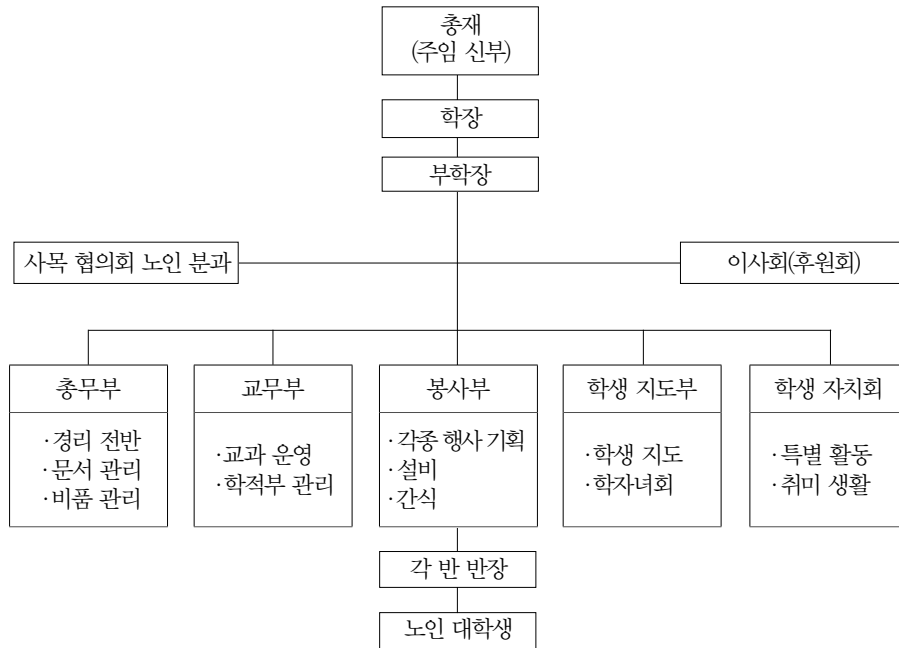 총재
(주임 신부)
학장
부학장
사목 협의회 노인 분과
이사회(후원회)
총무부
·경리 전반
·문서 관리
·비품 관리
교무부
·교과 운영
·학적부 관리
봉사부
·각종 행사 기획
·설비
·간식
학생 지도부
·학생 지도
·학자녀회
학생 자치회
·특별 활동
·취미 생활
각 반 반장
노인 대학생